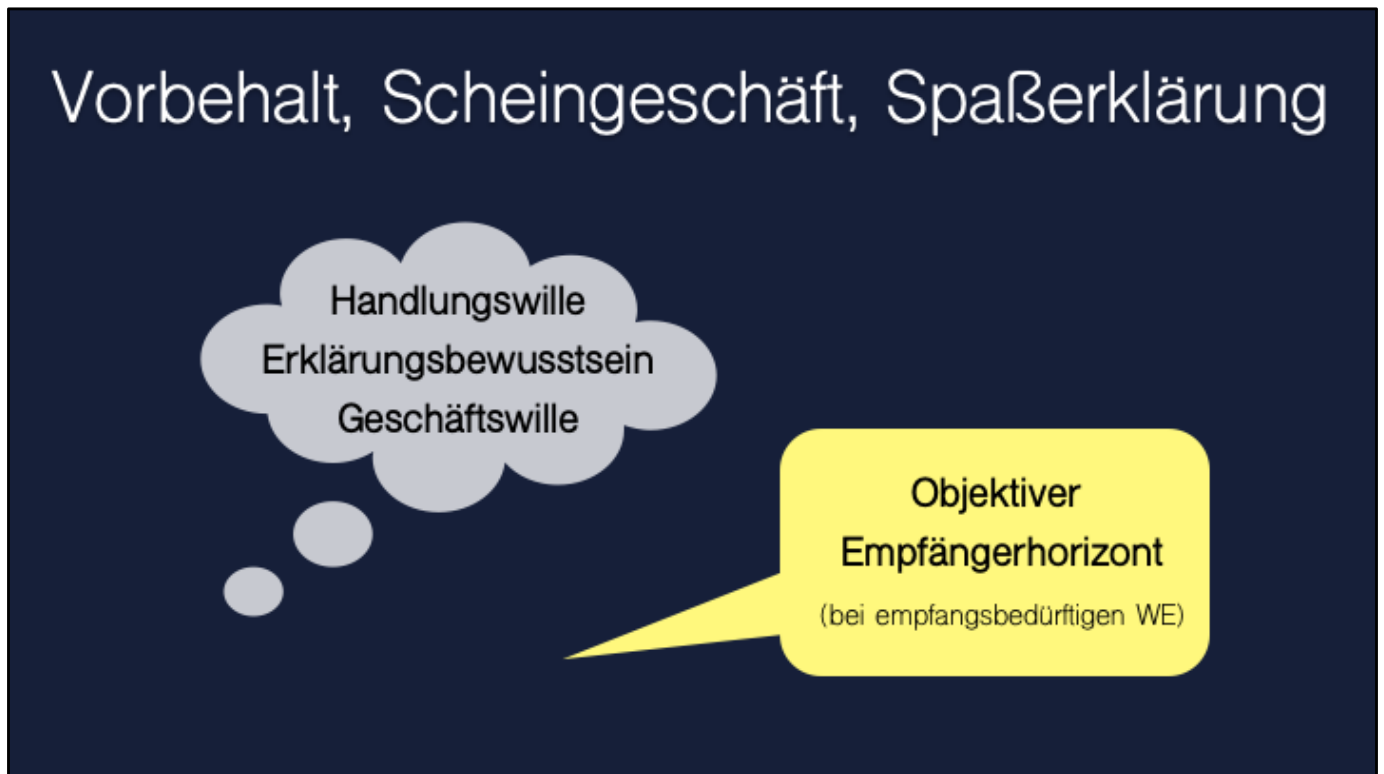 Vorbehalt, Scheingeschäft, Spaßerklärung
Handlungswille
Erklärungsbewusstsein
Geschäftswille
Objektiver
Empfängerhorizont
(bei empfangsbedürftigen WE)